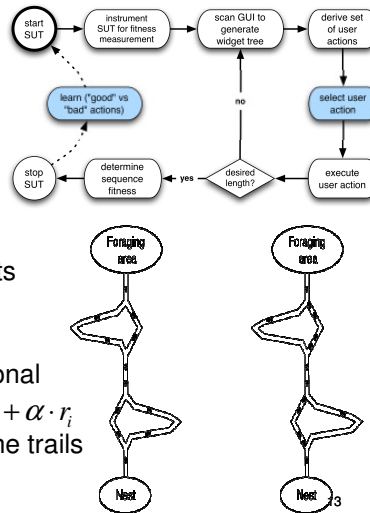 start
SUT
instrument
SUT for fitness
measurement
scan GUI to
generate
widget tree
derive set
of user
actions
learn ("good" vs
"bad" actions)
no
select user
action
stop
SUT
determine
sequence
fitness
yes
desired
length?
execute
user action
Foraging
area
Foraging
area
ts
onal
+ α · r_i
ne trails
Nest
Nest
13